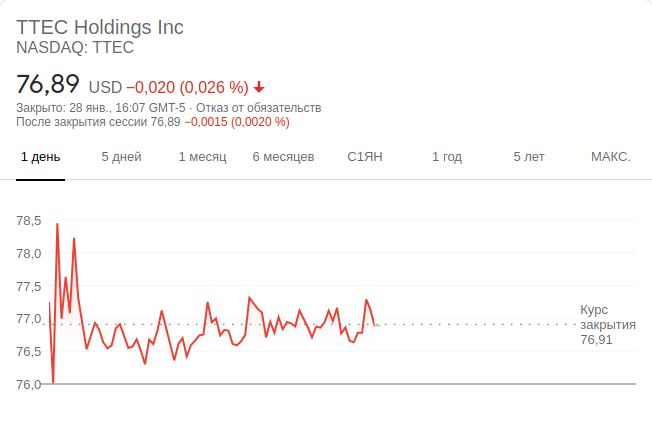 TTEC Holdings Inc
NASDAQ: TTEC
76,89 USD −0,020 (0,026 %)
Закрыто: 28 янв., 16:07 GMT-5 · Отказ от обязательств
После закрытия сессии 76,89 −0,0015 (0,0020 %)
1 день 5 дней 1 месяц 6 месяцев С1ЯН 1 год 5 лет МАКС.
78,5
78,0
77,5
77,0
76,5
76,0
Курс
закрытия
76,91